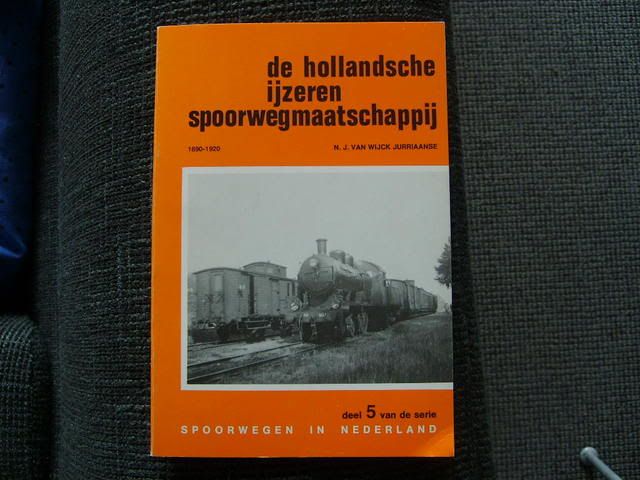 de hollandsche
ijzeren
spoorwegmaatschappij
1890-1920 N. J. VAN WIJCK JURRIAANSE
deel 5 van de serie
SPOORWEGEN IN NEDERLAND